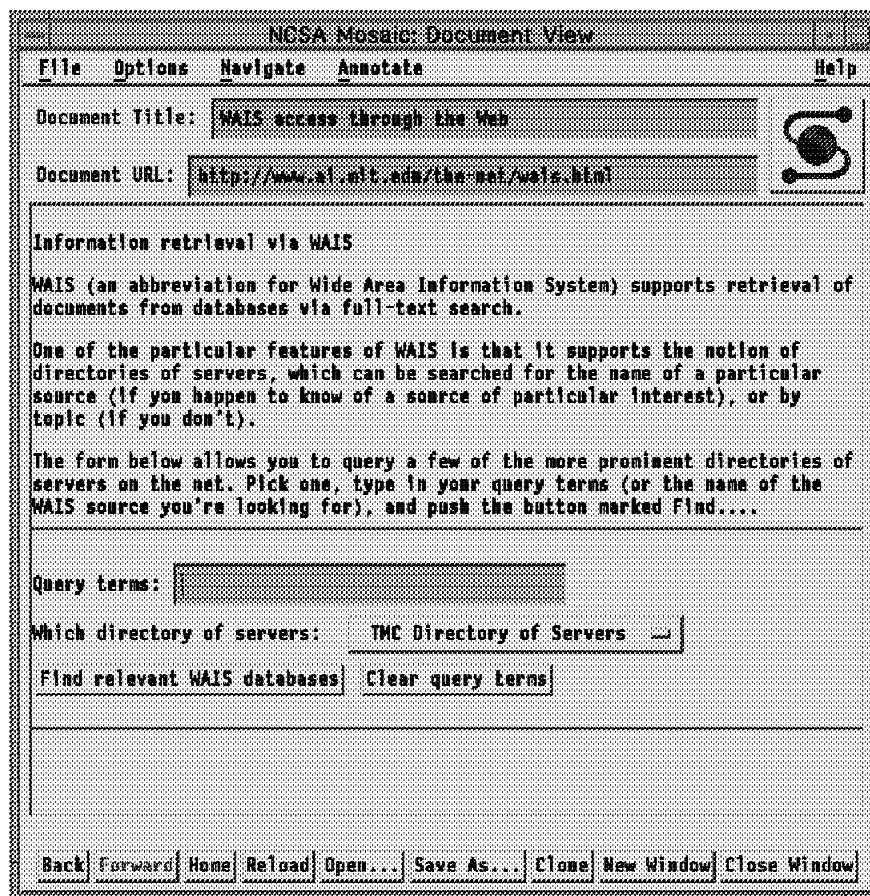 NCSA Mosaic: Document View
File Options Navigate Annotate Help
Document Title: WAIS access through the Web
Document URL: http://www.ai.mit.edu/the-net/wais.html
Information retrieval via WAIS
WAIS (an abbreviation for Wide Area Information System) supports retrieval of
documents from databases via full-text search.
One of the particular features of WAIS is that it supports the notion of
directories of servers, which can be searched for the name of a particular
source (if you happen to know of a source of particular interest), or by
topic (if you don't).
The form below allows you to query a few of the more prominent directories of
servers on the net. Pick one, type in your query terms (or the name of the
WAIS source you're looking for), and push the button marked Find....
Query terms:
Which directory of servers: TMC Directory of Servers
Find relevant WAIS databases Clear query terms
Back Forward Home Reload Open... Save As... Clone New Window Close Window